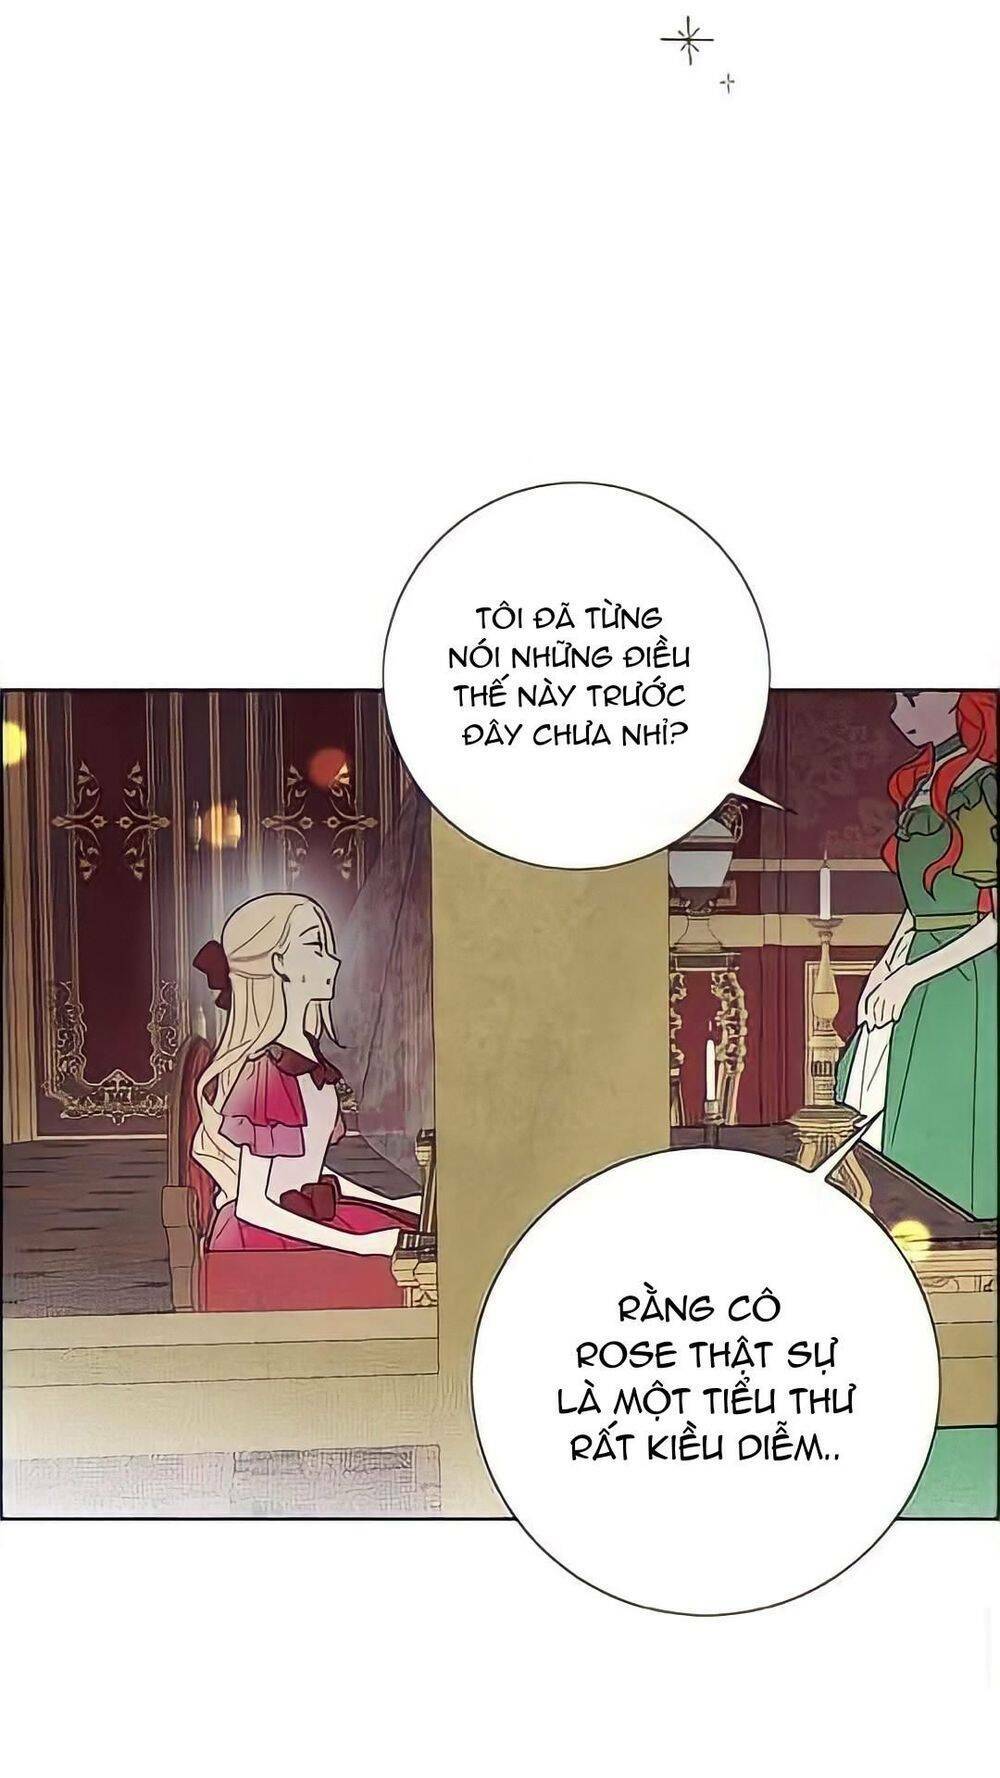 TÔI ĐÃ TỪNG
NÓI NHỮNG ĐIỀU
THẾ NÀY TRƯỚC
ĐÂY CHƯA NHỈ?
RẰNG CÔ
ROSE THẬT SỰ
LÀ MỘT TIỂU THƯ
RẤT KIỀU DIỄM..